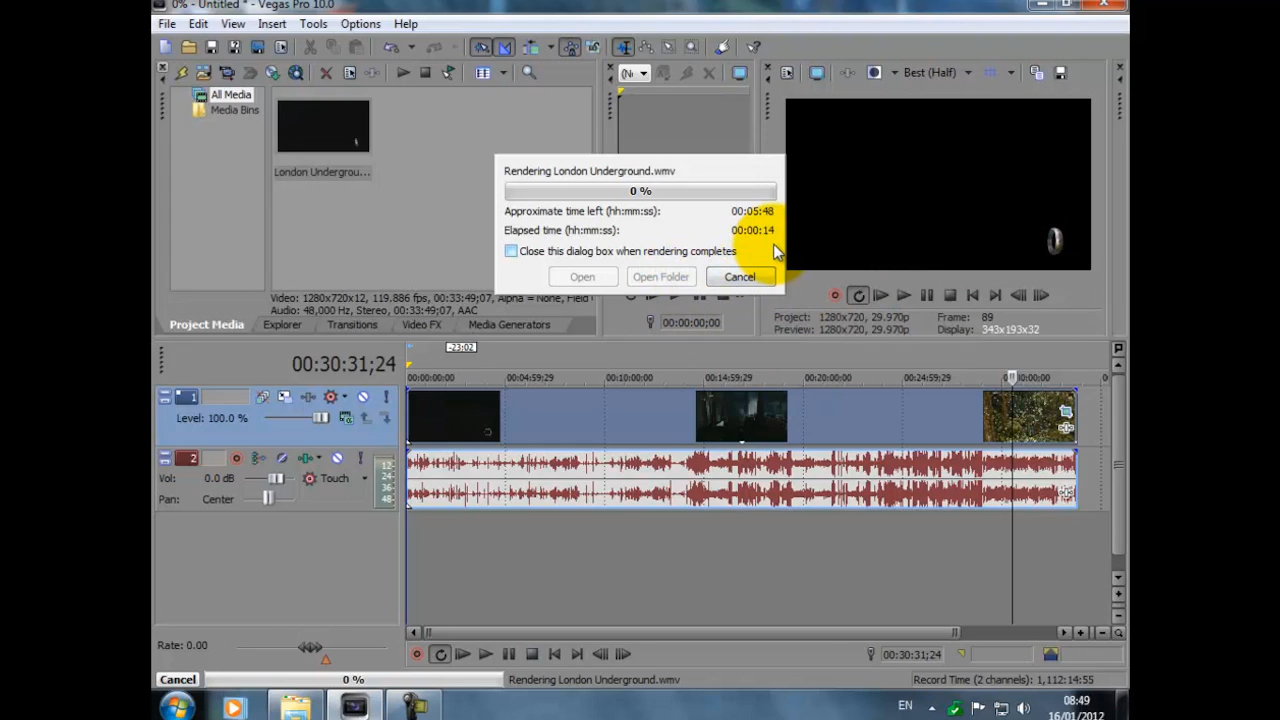 0% - Untitled * - Vegas Pro 10.0
File Edit View Insert Tools Options Help
Best (Half)
All Media
Media Bins
London Undergrou...
Rendering London Underground.wmv
0 %
Approximate time left (hh:mm:ss): 00:05:48
Elapsed time (hh:mm:ss): 00:00:14
Close this dialog box when rendering completes
Open Open Folder Cancel
Video: 1280x720x12, 119.886 fps, 00:33:49;07, Alpha = None, Field
Audio: 48,000 Hz, Stereo, 00:33:49;07, AAC
Project Media Explorer Transitions Video FX Media Generators
00:00:00;00
Project: 1280x720, 29.970p Frame: 89
Preview: 1280x720, 29.970p Display: 343x193x32
-23:02
00:30:31;24
00:00:00;00 00:04:59;29 00:10:00;00 00:14:59;29 00:20:00;00 00:24:59;29
1
Level: 100.0 %
2
12
24
36
48
Vol: 0.0 dB Touch
Pan: Center
Rate: 0.00
00:30:31;24
Cancel 0 % Rendering London Underground.wmv Record Time (2 channels): 1,112:14:55
EN 08:49
16/01/2012